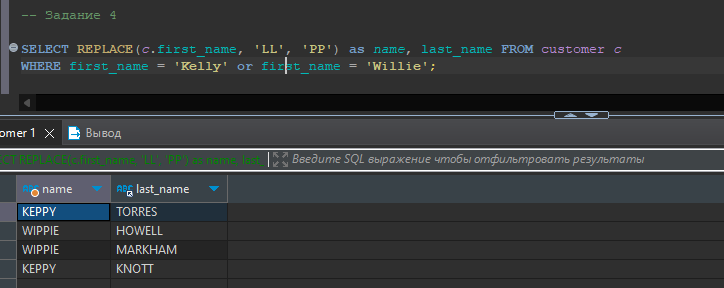 -- Задание 4
SELECT REPLACE(c.first_name, 'LL', 'PP') as name, last_name FROM customer c
WHERE first_name = 'Kelly' or first_name = 'Willie';
omer 1 Вывод
CT REPLACE(c.first_name, 'LL', 'PP') as name, last_ Введите SQL выражение чтобы отфильтровать результаты
name last_name
KEPPY TORRES
WIPPIE HOWELL
WIPPIE MARKHAM
KEPPY KNOTT